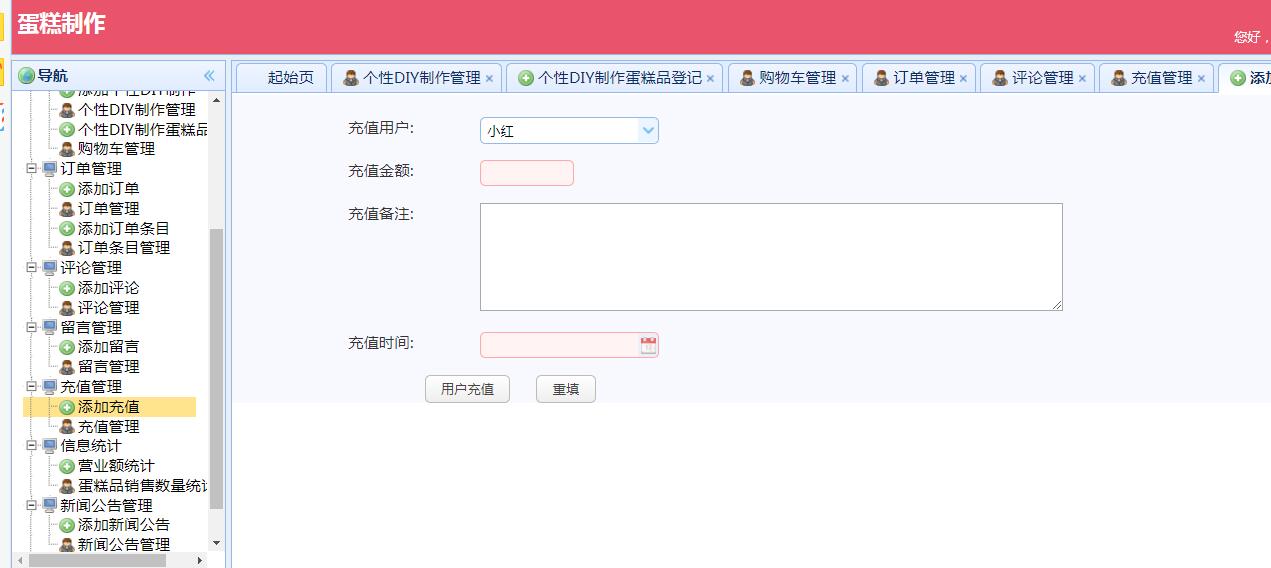 蛋糕制作
您好，
导航
起始页
个性DIY制作管理
个性DIY制作蛋糕品登记
购物车管理
订单管理
评论管理
充值管理
添加
添加个性DIY制作
个性DIY制作管理
个性DIY制作蛋糕品
购物车管理
订单管理
添加订单
订单管理
添加订单条目
订单条目管理
评论管理
添加评论
评论管理
留言管理
添加留言
留言管理
充值管理
添加充值
充值管理
信息统计
营业额统计
蛋糕品销售数量统计
新闻公告管理
添加新闻公告
新闻公告管理
充值用户:
小红
充值金额:
充值备注:
充值时间:
用户充值
重填